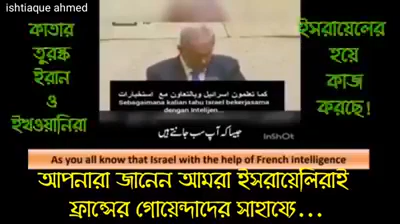 ishtiaque ahmed
কাতার
তুরষ্ক
ইরান
ও
ইখওয়ানিরা
ইসরায়েলের
হয়ে
কাজ
করছে!
كما تعلمون اسرائيل وبالتعاون مع استخبارات
Sebagaimana kalian tahu Israel bekerjasama
dengan Intelijen...
جیسا کہ آپ سب جانتے ہیں
InShOt
As you all know that Israel with the help of French intelligence
আপনারা জানেন আমরা ইসরায়েলিরাই
ফ্রান্সের গোয়েন্দাদের সাহায্যে...